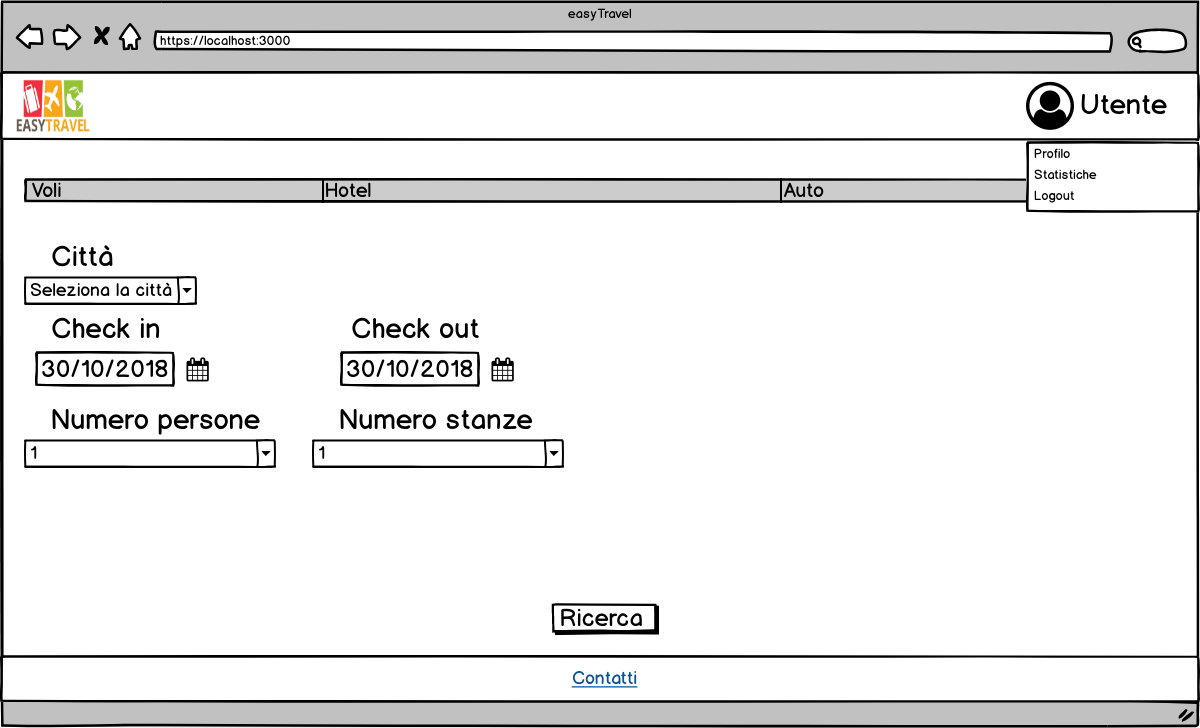 easyTravel
https://localhost:3000
EASYTRAVEL
Utente
Profilo
Statistiche
Logout
Voli Hotel Auto
Città
Seleziona la città
Check in Check out
30/10/2018 30/10/2018
Numero persone Numero stanze
1 1
Ricerca
Contatti